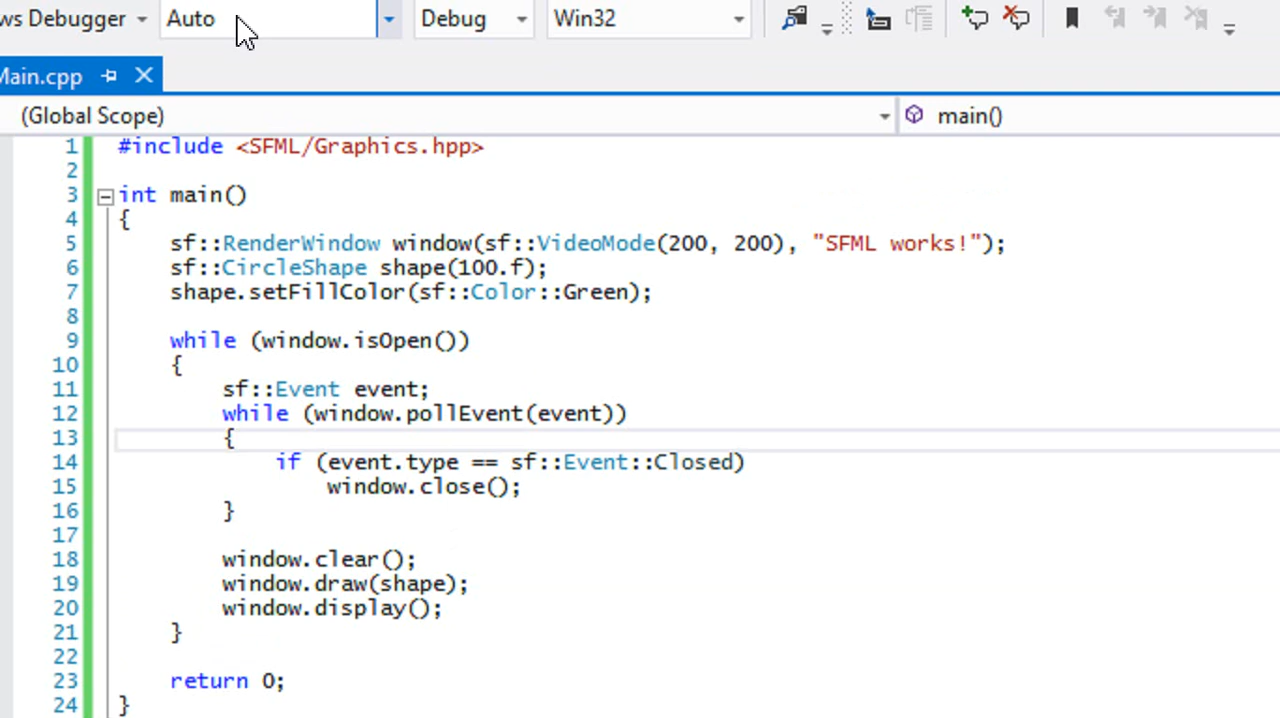 ws Debugger Auto Debug Win32
Main.cpp
(Global Scope) main()
1 #include <SFML/Graphics.hpp>
2
3 int main()
4 {
5 sf::RenderWindow window(sf::VideoMode(200, 200), "SFML works!");
6 sf::CircleShape shape(100.f);
7 shape.setFillColor(sf::Color::Green);
8
9 while (window.isOpen())
10 {
11 sf::Event event;
12 while (window.pollEvent(event))
13 {
14 if (event.type == sf::Event::Closed)
15 window.close();
16 }
17
18 window.clear();
19 window.draw(shape);
20 window.display();
21 }
22
23 return 0;
24 }